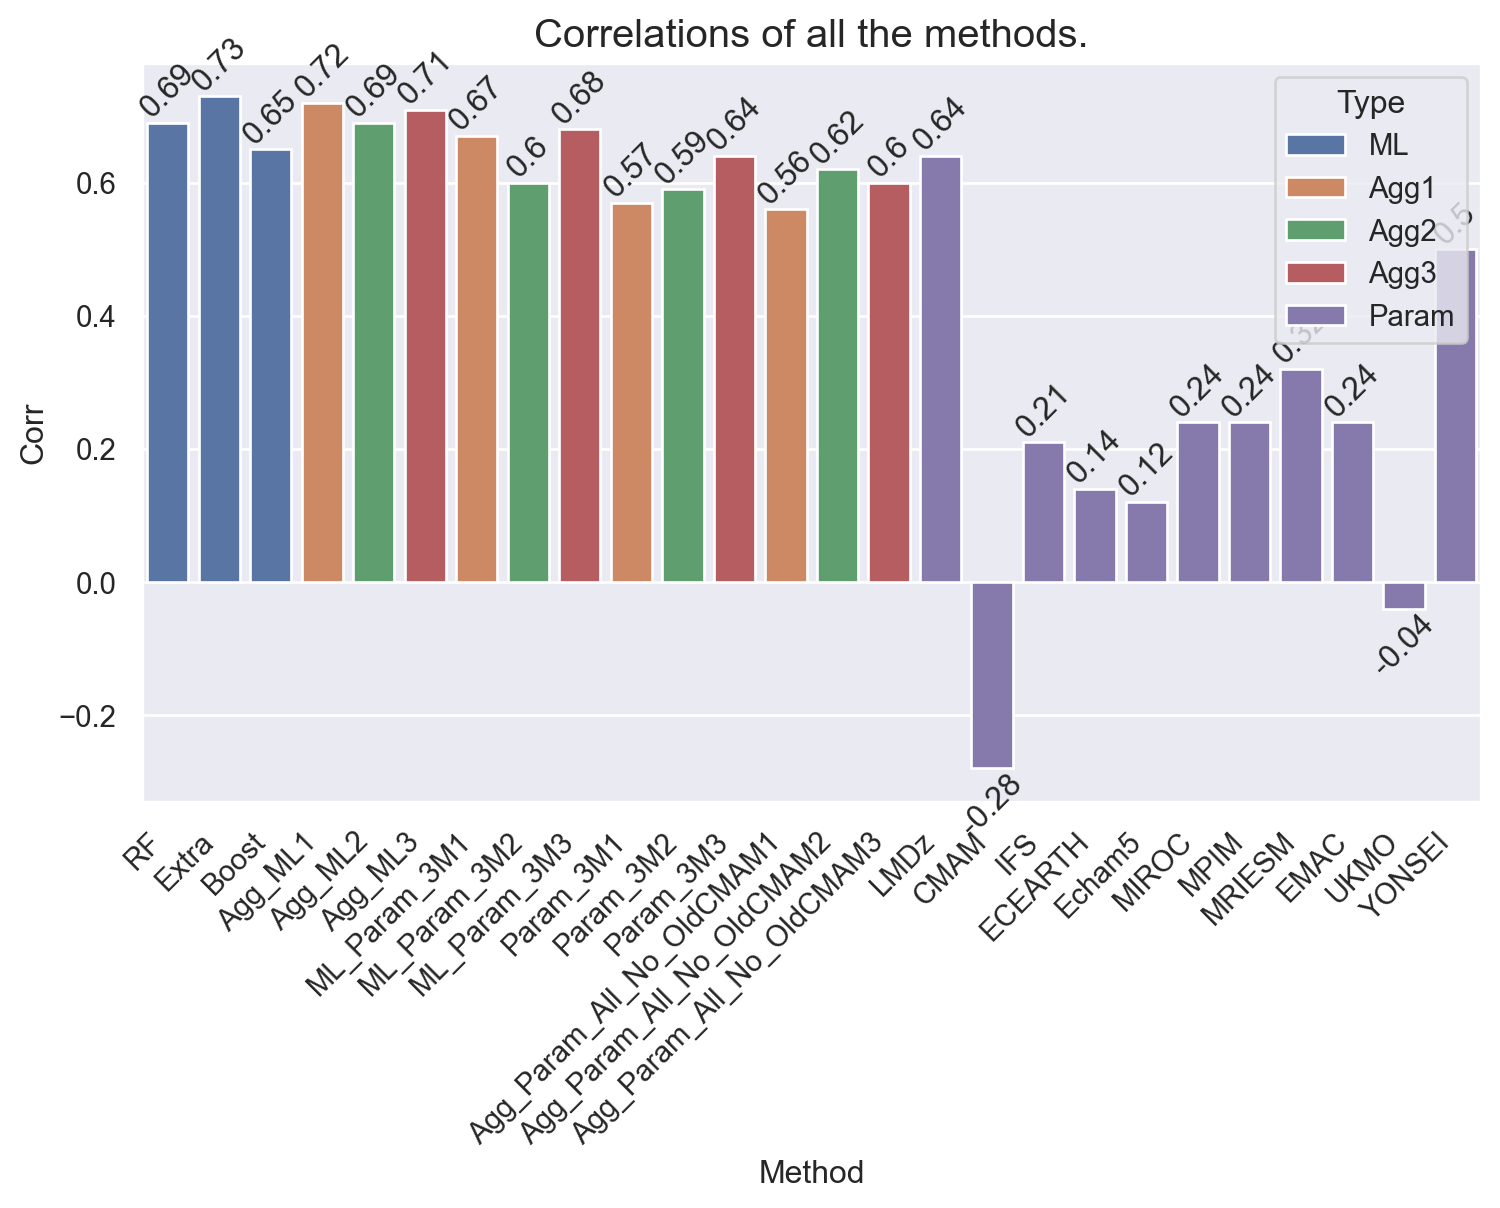 Correlations of all the methods.
0.69
0.73
0.65
0.72
0.69
0.71
0.67
0.6
0.68
0.57
0.59
0.64
0.56
0.62
0.6
0.64
-0.28
0.21
0.14
0.12
0.24
0.24
0.32
0.24
-0.04
0.5
Type
ML
Agg1
Agg2
Agg3
Param
0.6
0.4
0.2
0.0
−0.2
Corr
RF
Extra
Boost
Agg_ML1
Agg_ML2
Agg_ML3
ML_Param_3M1
ML_Param_3M2
ML_Param_3M3
Param_3M1
Param_3M2
Param_3M3
Agg_Param_All_No_OldCMAM1
Agg_Param_All_No_OldCMAM2
Agg_Param_All_No_OldCMAM3
LMDz
CMAM
IFS
ECEARTH
Echam5
MIROC
MPIM
MRIESM
EMAC
UKMO
YONSEI
Method